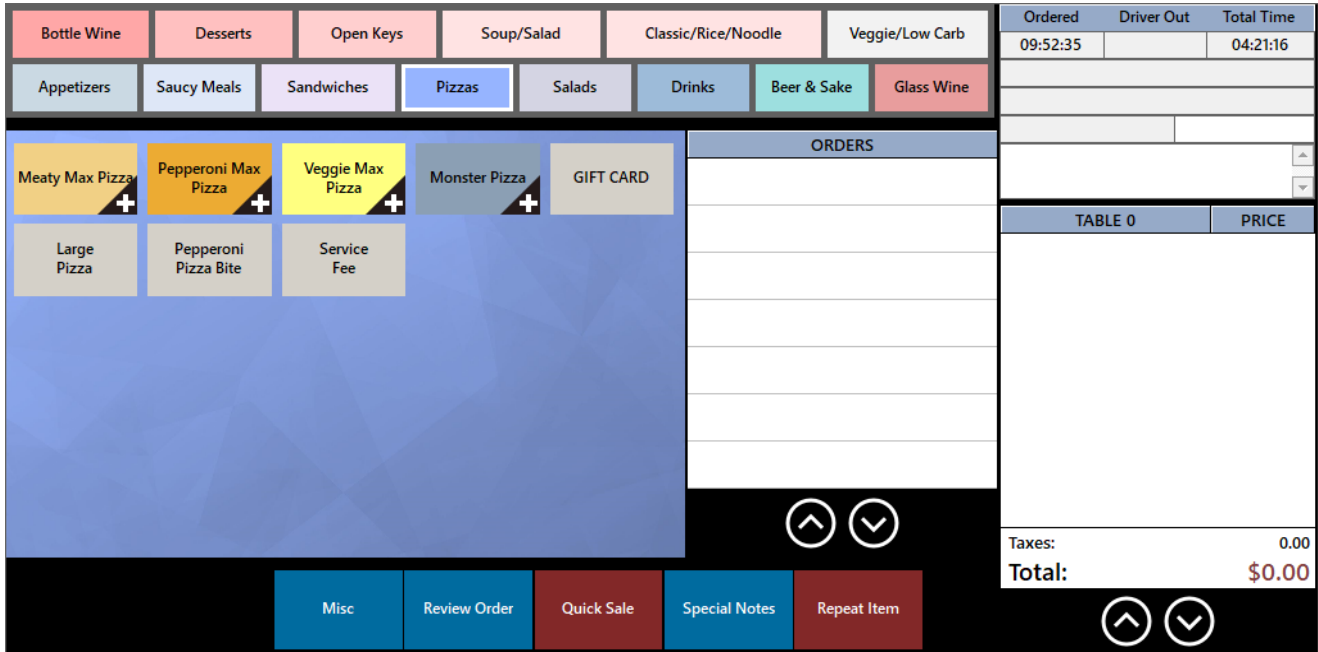 Bottle Wine
Desserts
Open Keys
Soup/Salad
Classic/Rice/Noodle
Veggie/Low Carb
Appetizers
Saucy Meals
Sandwiches
Pizzas
Salads
Drinks
Beer & Sake
Glass Wine
Meaty Max Pizza
Pepperoni Max
Pizza
Veggie Max
Pizza
Monster Pizza
GIFT CARD
Large
Pizza
Pepperoni
Pizza Bite
Service
Fee
ORDERS
Ordered
Driver Out
Total Time
09:52:35
04:21:16
TABLE 0
PRICE
Taxes:
0.00
Total:
$0.00
Misc
Review Order
Quick Sale
Special Notes
Repeat Item